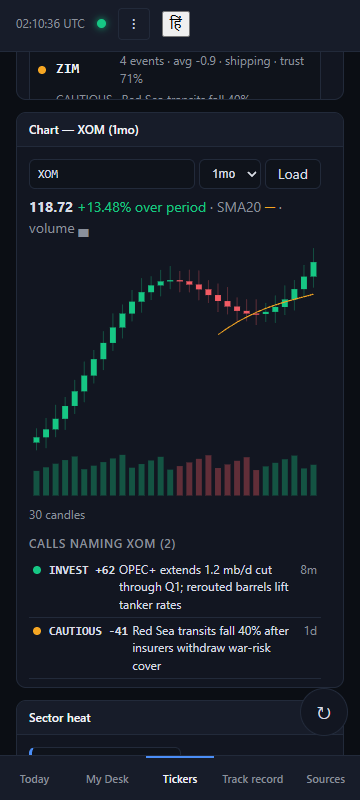 02:10:36 UTC
हिं
ZIM
4 events · avg -0.9 · shipping · trust
71%
Chart — XOM (1mo)
XOM
1mo
Load
118.72 +13.48% over period · SMA20 — ·
volume ▄
30 candles
CALLS NAMING XOM (2)
INVEST +62 OPEC+ extends 1.2 mb/d cut 8m
through Q1; rerouted barrels lift
tanker rates
CAUTIOUS -41 Red Sea transits fall 40% after 1d
insurers withdraw war-risk
cover
Sector heat
Today
My Desk
Tickers
Track record
Sources